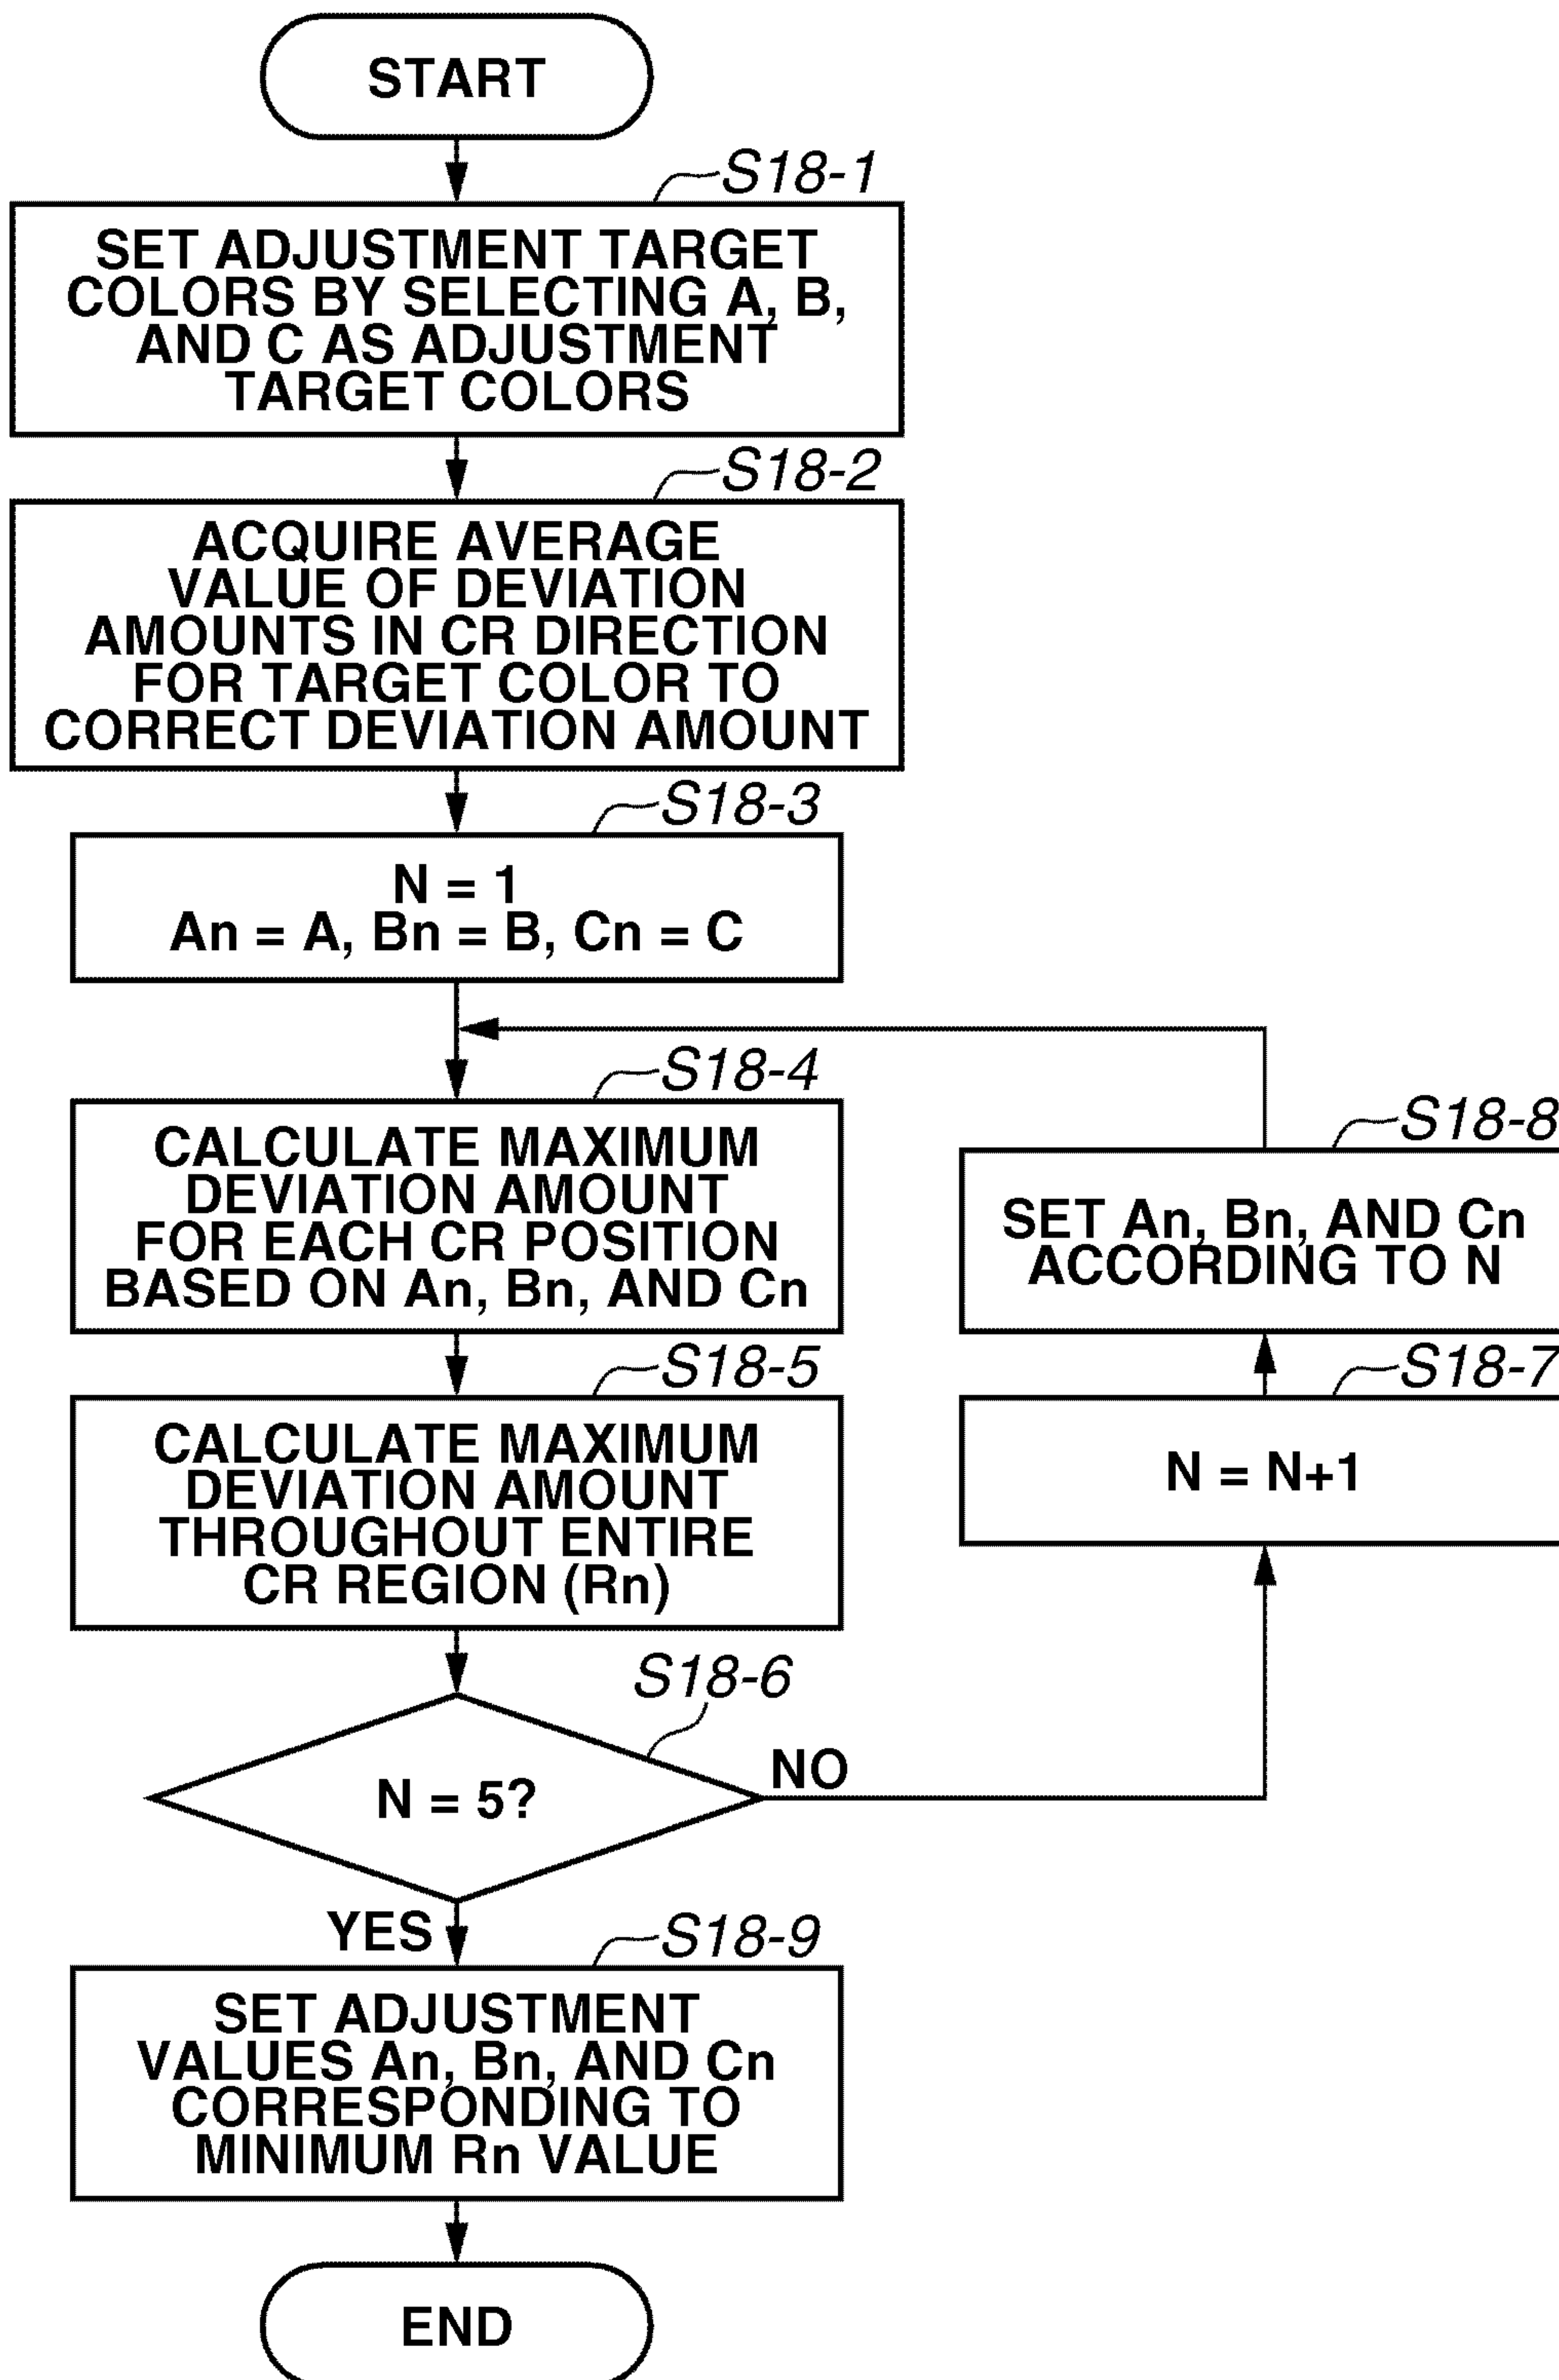 START
S18-1
SET ADJUSTMENT TARGET
COLORS BY SELECTING A, B,
AND C AS ADJUSTMENT
TARGET COLORS
S18-2
ACQUIRE AVERAGE
VALUE OF DEVIATION
AMOUNTS IN CR DIRECTION
FOR TARGET COLOR TO
CORRECT DEVIATION AMOUNT
S18-3
N = 1
An = A, Bn = B, Cn = C
S18-4
CALCULATE MAXIMUM
DEVIATION AMOUNT
FOR EACH CR POSITION
BASED ON An, Bn, AND Cn
S18-5
CALCULATE MAXIMUM
DEVIATION AMOUNT
THROUGHOUT ENTIRE
CR REGION (Rn)
S18-6
N = 5?
NO
S18-7
N = N+1
S18-8
SET An, Bn, AND Cn
ACCORDING TO N
YES
S18-9
SET ADJUSTMENT
VALUES An, Bn, AND Cn
CORRESPONDING TO
MINIMUM Rn VALUE
END